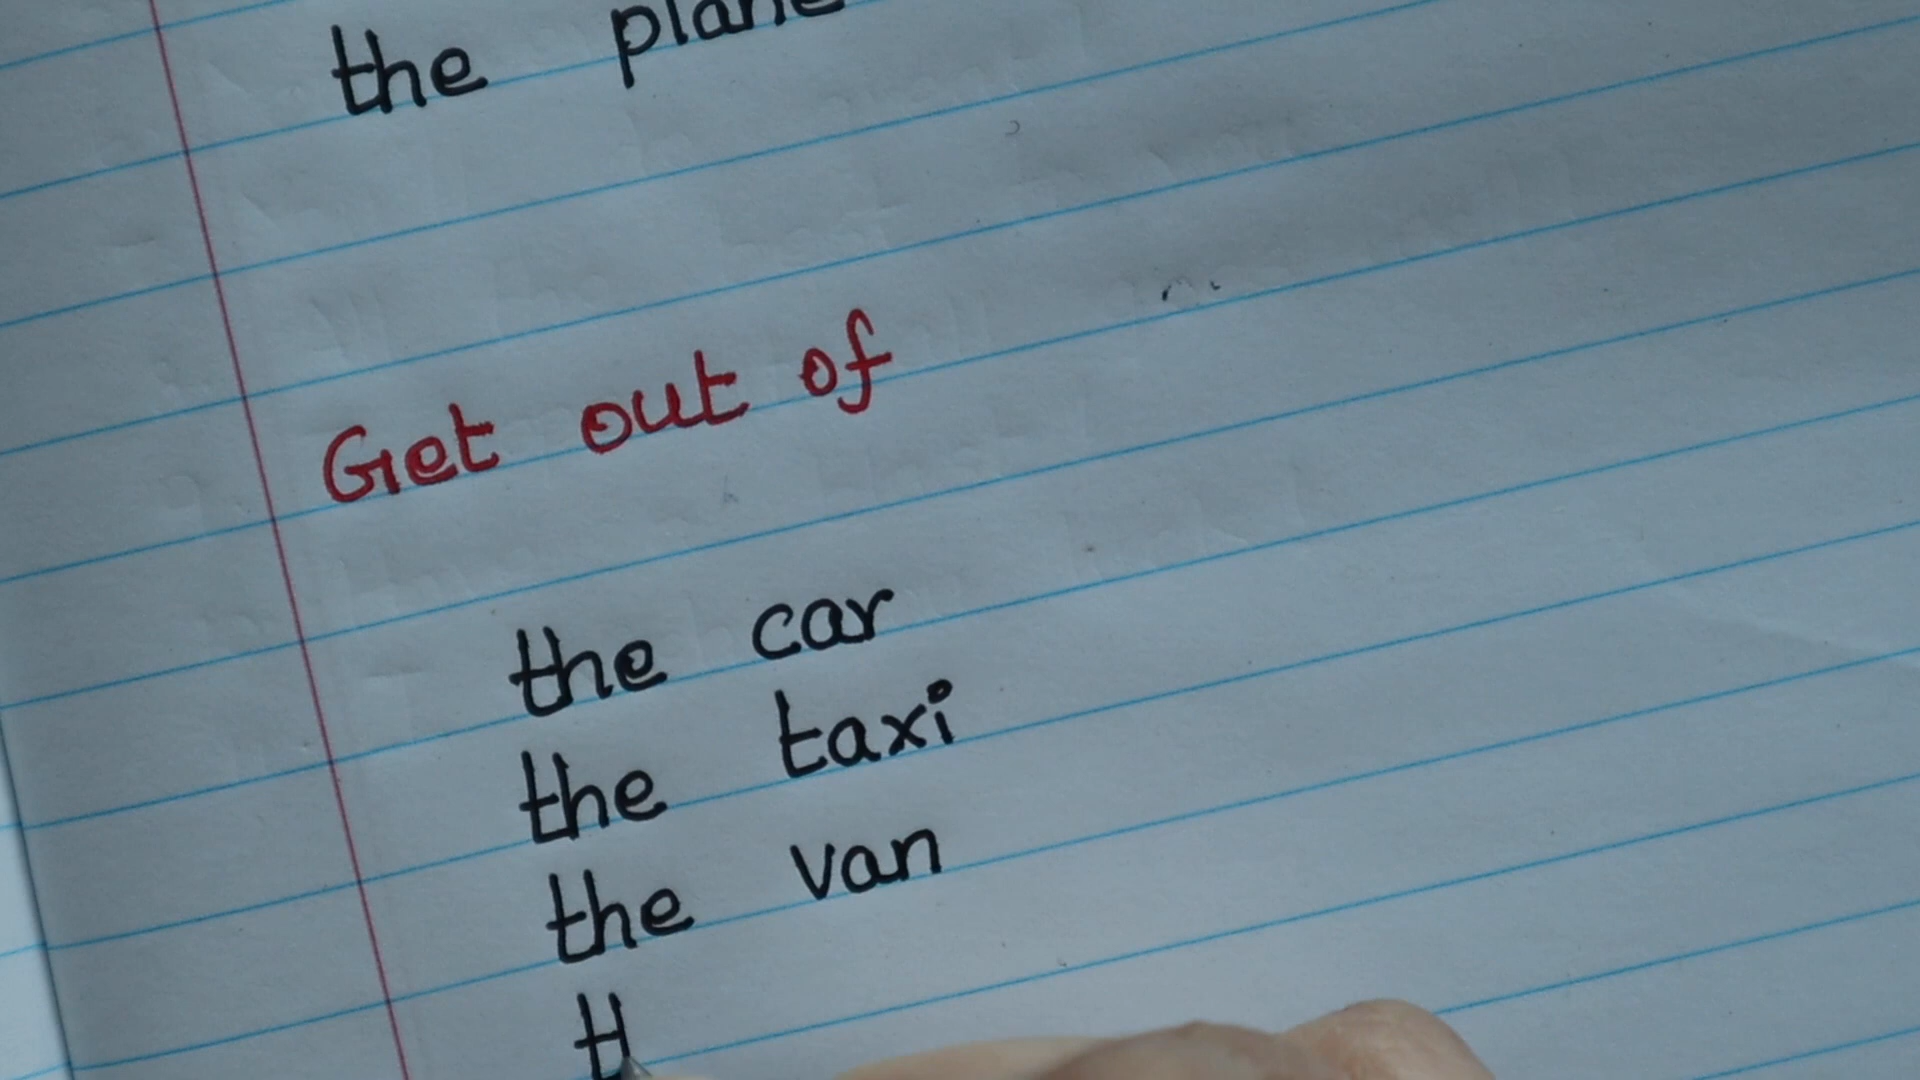 the plane
Get out of
the car
the taxi
the van